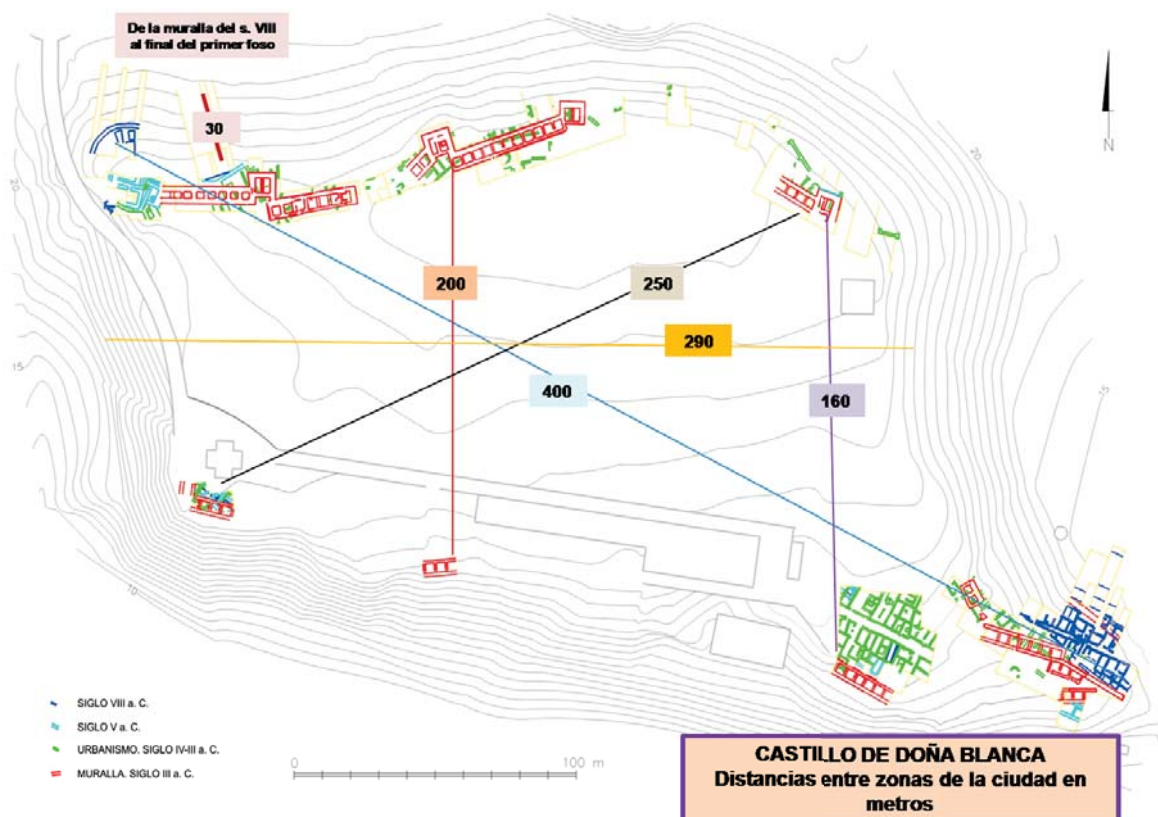 De la muralla del s. VIII
al final del primer foso
30
N
20
20
200
250
290
15
400
160
15
10
SIGLO VIII a. C.
SIGLO V a. C.
URBANISMO. SIGLO IV-III a. C.
MURALLA. SIGLO III a. C.
0
100 m
CASTILLO DE DOÑA BLANCA
Distancias entre zonas de la ciudad en
metros